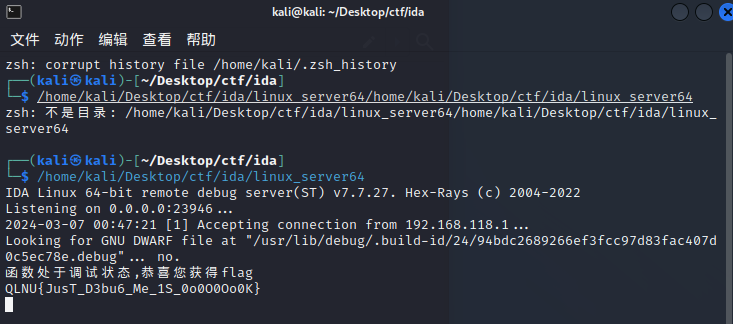 kali@kali: ~/Desktop/ctf/ida
文件 动作 编辑 查看 帮助
zsh: corrupt history file /home/kali/.zsh_history
┌──(kali㉿kali)-[~/Desktop/ctf/ida]
└─$ /home/kali/Desktop/ctf/ida/linux_server64/home/kali/Desktop/ctf/ida/linux_server64
zsh: 不是目录: /home/kali/Desktop/ctf/ida/linux_server64/home/kali/Desktop/ctf/ida/linux_
server64
┌──(kali㉿kali)-[~/Desktop/ctf/ida]
└─$ /home/kali/Desktop/ctf/ida/linux_server64
IDA Linux 64-bit remote debug server(ST) v7.7.27. Hex-Rays (c) 2004-2022
Listening on 0.0.0.0:23946...
2024-03-07 00:47:21 [1] Accepting connection from 192.168.118.1...
Looking for GNU DWARF file at "/usr/lib/debug/.build-id/24/94bdc2689266ef3fcc97d83fac407d
0c5ec78e.debug"... no.
函数处于调试状态,恭喜您获得flag
QLNU{JusT_D3bu6_Me_1S_0o0O0Oo0K}